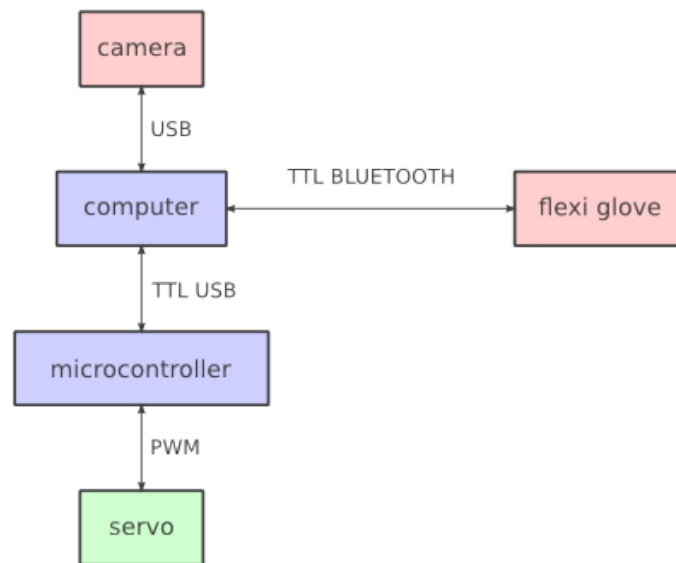 camera
USB
computer
TTL BLUETOOTH
flexi glove
TTL USB
microcontroller
PWM
servo